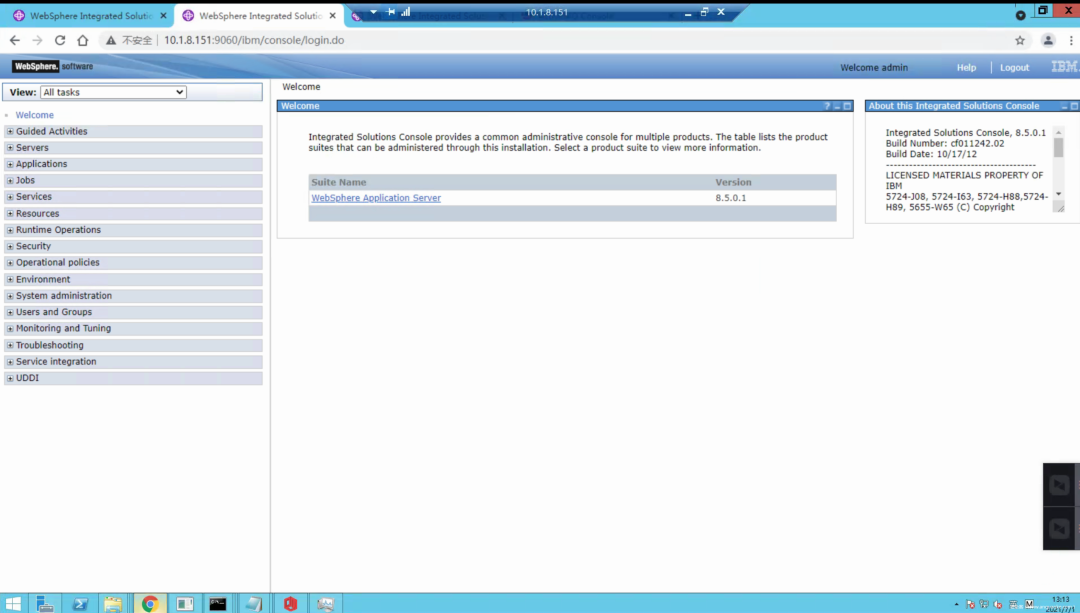 WebSphere Integrated Solutio
WebSphere Integrated Solutio
10.1.8.151
不安全
10.1.8.151:9060/ibm/console/login.do
WebSphere. software
Welcome admin
Help
Logout
IBM.
View: All tasks
Welcome
Guided Activities
Servers
Applications
Jobs
Services
Resources
Runtime Operations
Security
Operational policies
Environment
System administration
Users and Groups
Monitoring and Tuning
Troubleshooting
Service integration
UDDI
Welcome
Welcome
Integrated Solutions Console provides a common administrative console for multiple products. The table lists the product
suites that can be administered through this installation. Select a product suite to view more information.
Suite Name Version
WebSphere Application Server 8.5.0.1
About this Integrated Solutions Console
Integrated Solutions Console, 8.5.0.1
Build Number: cf011242.02
Build Date: 10/17/12
----------------------------------------
LICENSED MATERIALS PROPERTY OF
IBM
5724-J08, 5724-I63, 5724-H88,5724-
H89, 5655-W65 (C) Copyright
13:13
2021/7/1